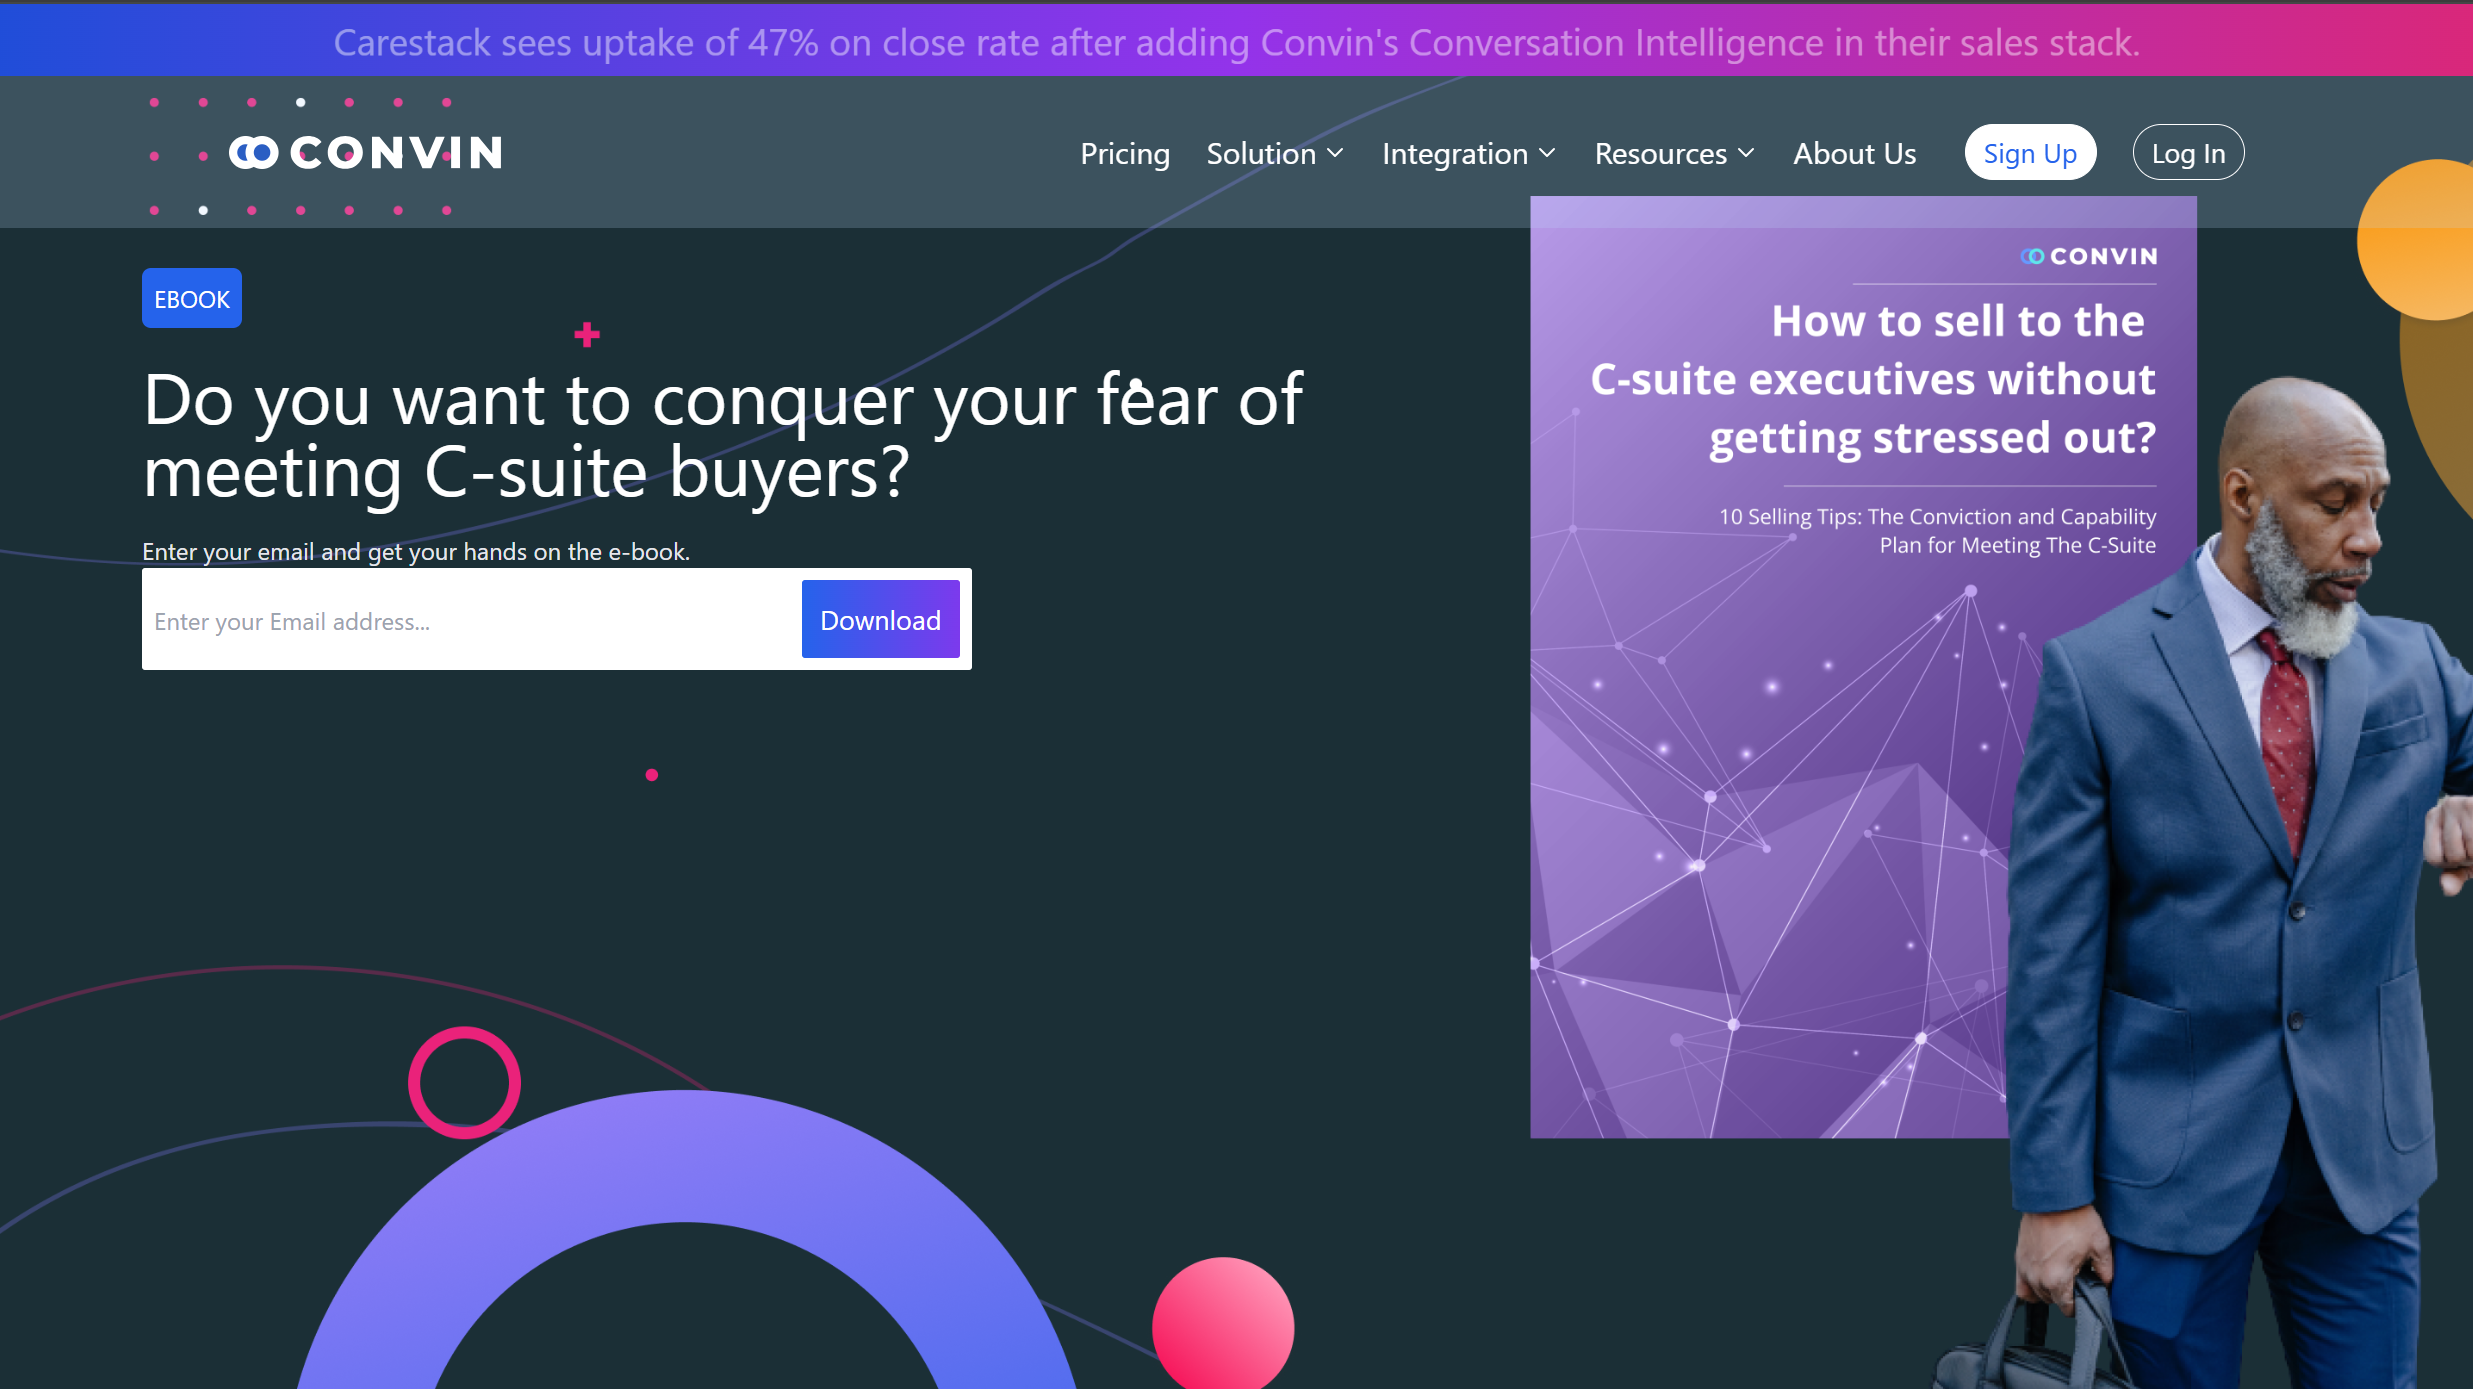 Carestack sees uptake of 47% on close rate after adding Convin's Conversation Intelligence in their sales stack.
CONVIN
Pricing
Solution
Integration
Resources
About Us
Sign Up
Log In
EBOOK
Do you want to conquer your fear of
meeting C-suite buyers?
Enter your email and get your hands on the e-book.
Enter your Email address...
Download
CONVIN
How to sell to the
C-suite executives without
getting stressed out?
10 Selling Tips: The Conviction and Capability
Plan for Meeting The C-Suite